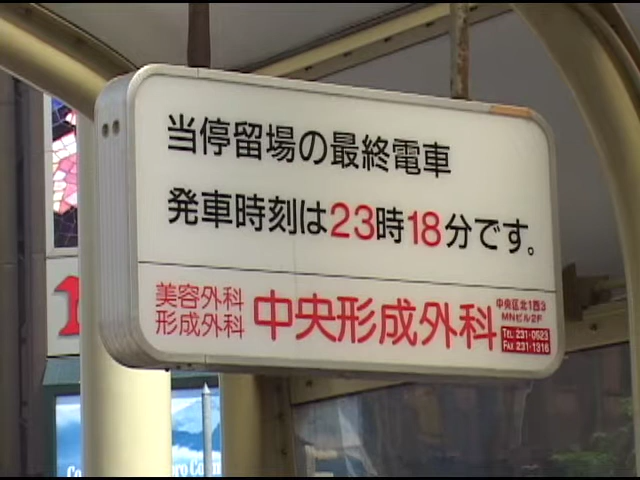 当停留場の最終電車
発車時刻は23時18分です。
美容外科
形成外科
中央形成外科
中央区北1西3
MNビル2F
TEL 231-0523
FAX 231-1316